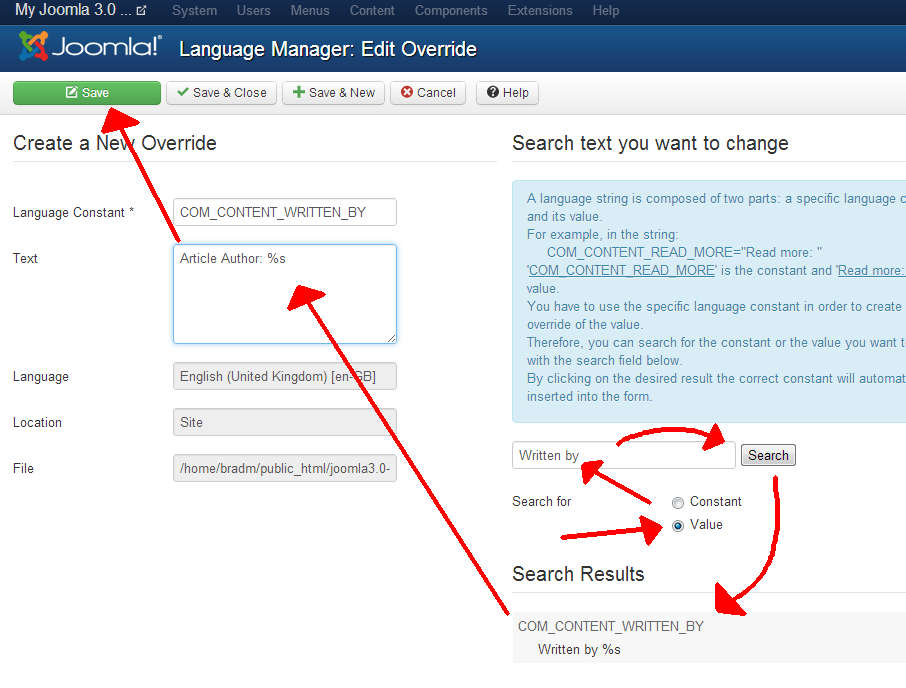 My Joomla 3.0 ... System Users Menus Content Components Extensions Help
Joomla!® Language Manager: Edit Override
Save Save & Close Save & New Cancel Help
Create a New Override
Language Constant * COM_CONTENT_WRITTEN_BY
Text Article Author: %s
Language English (United Kingdom) [en-GB]
Location Site
File /home/bradm/public_html/joomla3.0-
Search text you want to change
A language string is composed of two parts: a specific language c
and its value.
For example, in the string:
COM_CONTENT_READ_MORE="Read more: "
'COM_CONTENT_READ_MORE' is the constant and 'Read more:
value.
You have to use the specific language constant in order to create
override of the value.
Therefore, you can search for the constant or the value you want t
with the search field below.
By clicking on the desired result the correct constant will automat
inserted into the form.
Written by Search
Search for Constant
Value
Search Results
COM_CONTENT_WRITTEN_BY
Written by %s